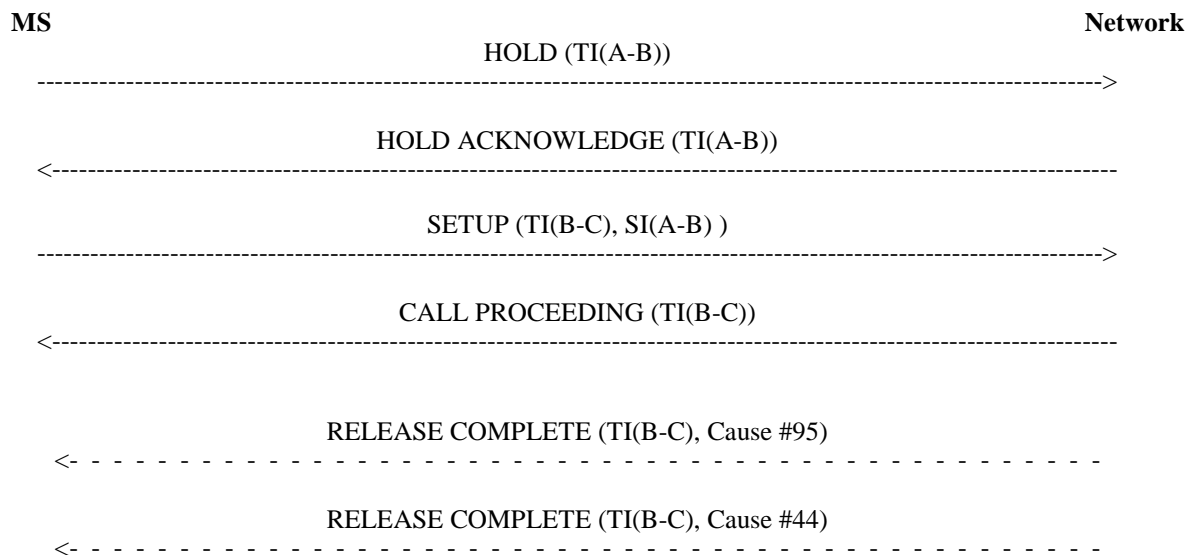 MS Network
HOLD (TI(A-B))
HOLD ACKNOWLEDGE (TI(A-B))
SETUP (TI(B-C), SI(A-B) )
CALL PROCEEDING (TI(B-C))
RELEASE COMPLETE (TI(B-C), Cause #95)
RELEASE COMPLETE (TI(B-C), Cause #44)